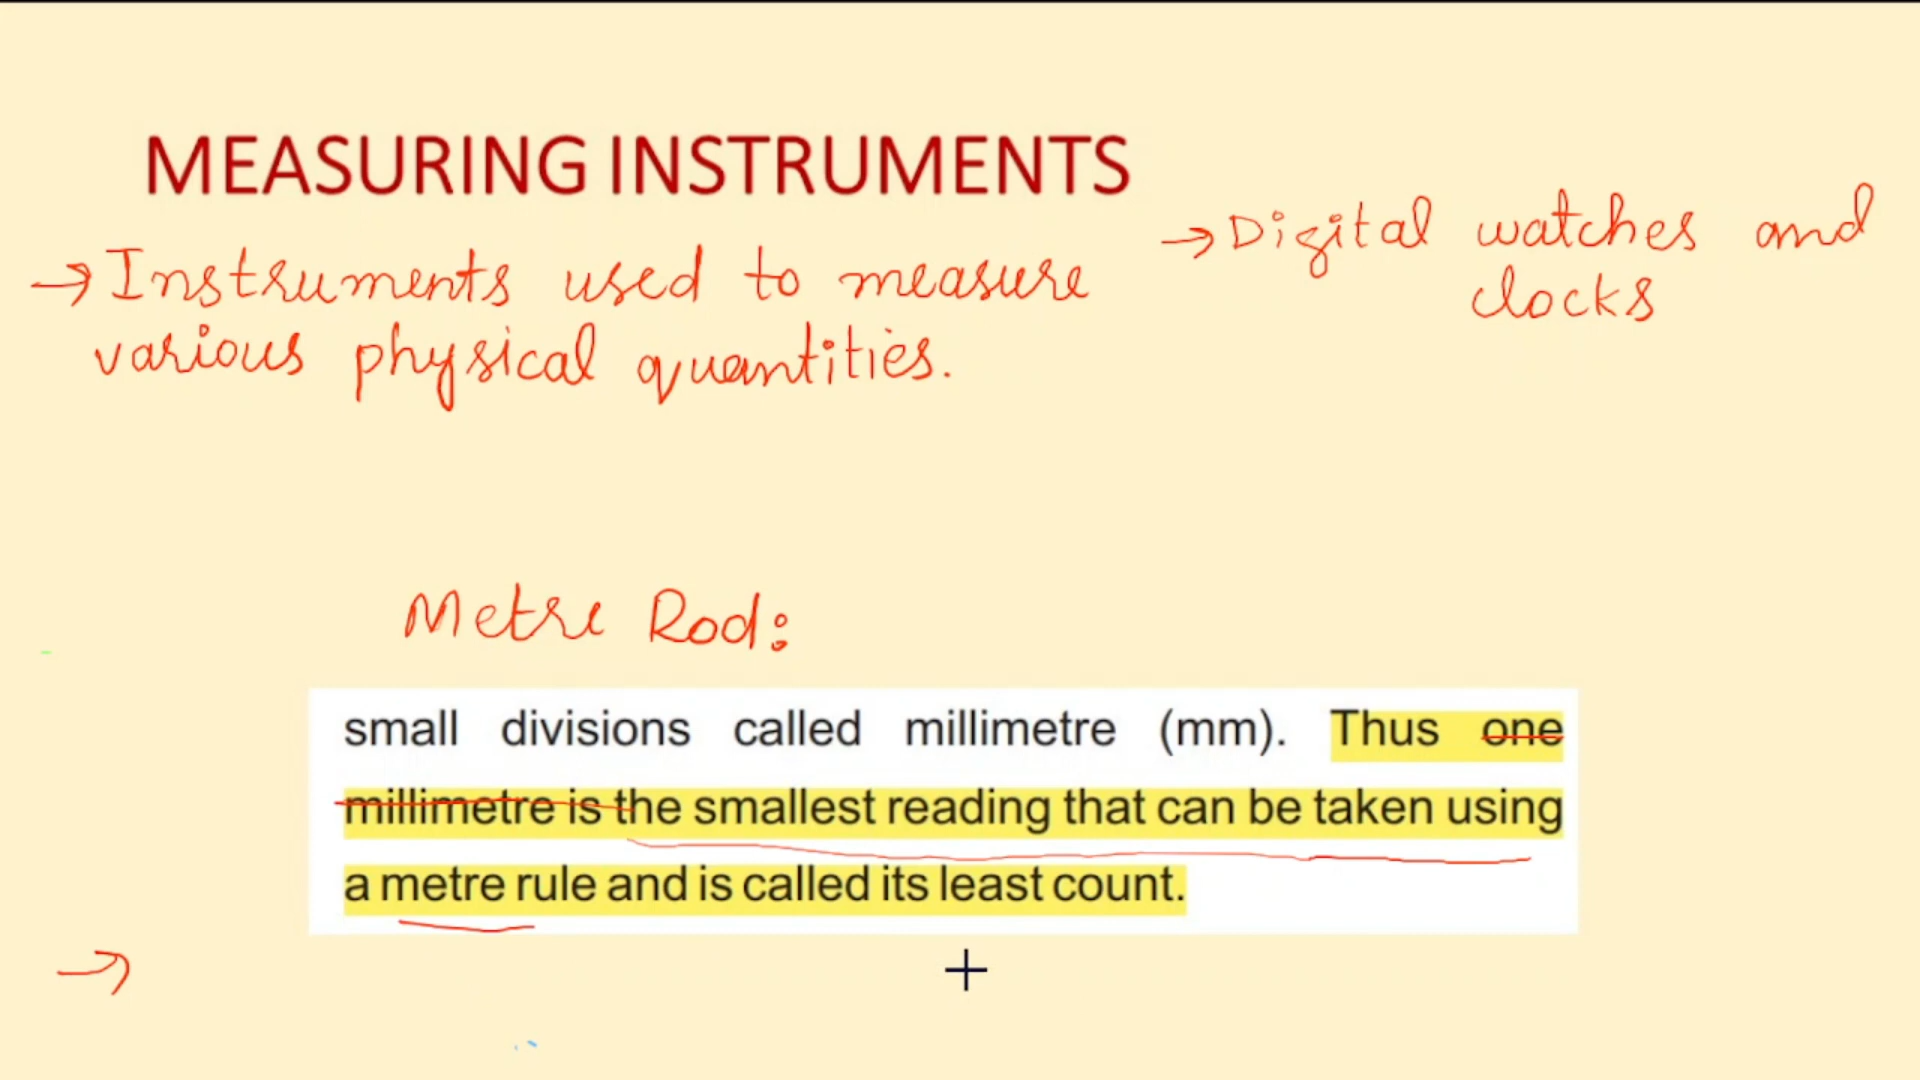 MEASURING INSTRUMENTS
→ Instruments used to measure
various physical quantities.
→ Digital watches and
clocks
Metre Rod:
small divisions called millimetre (mm). Thus one
millimetre is the smallest reading that can be taken using
a metre rule and is called its least count.
→